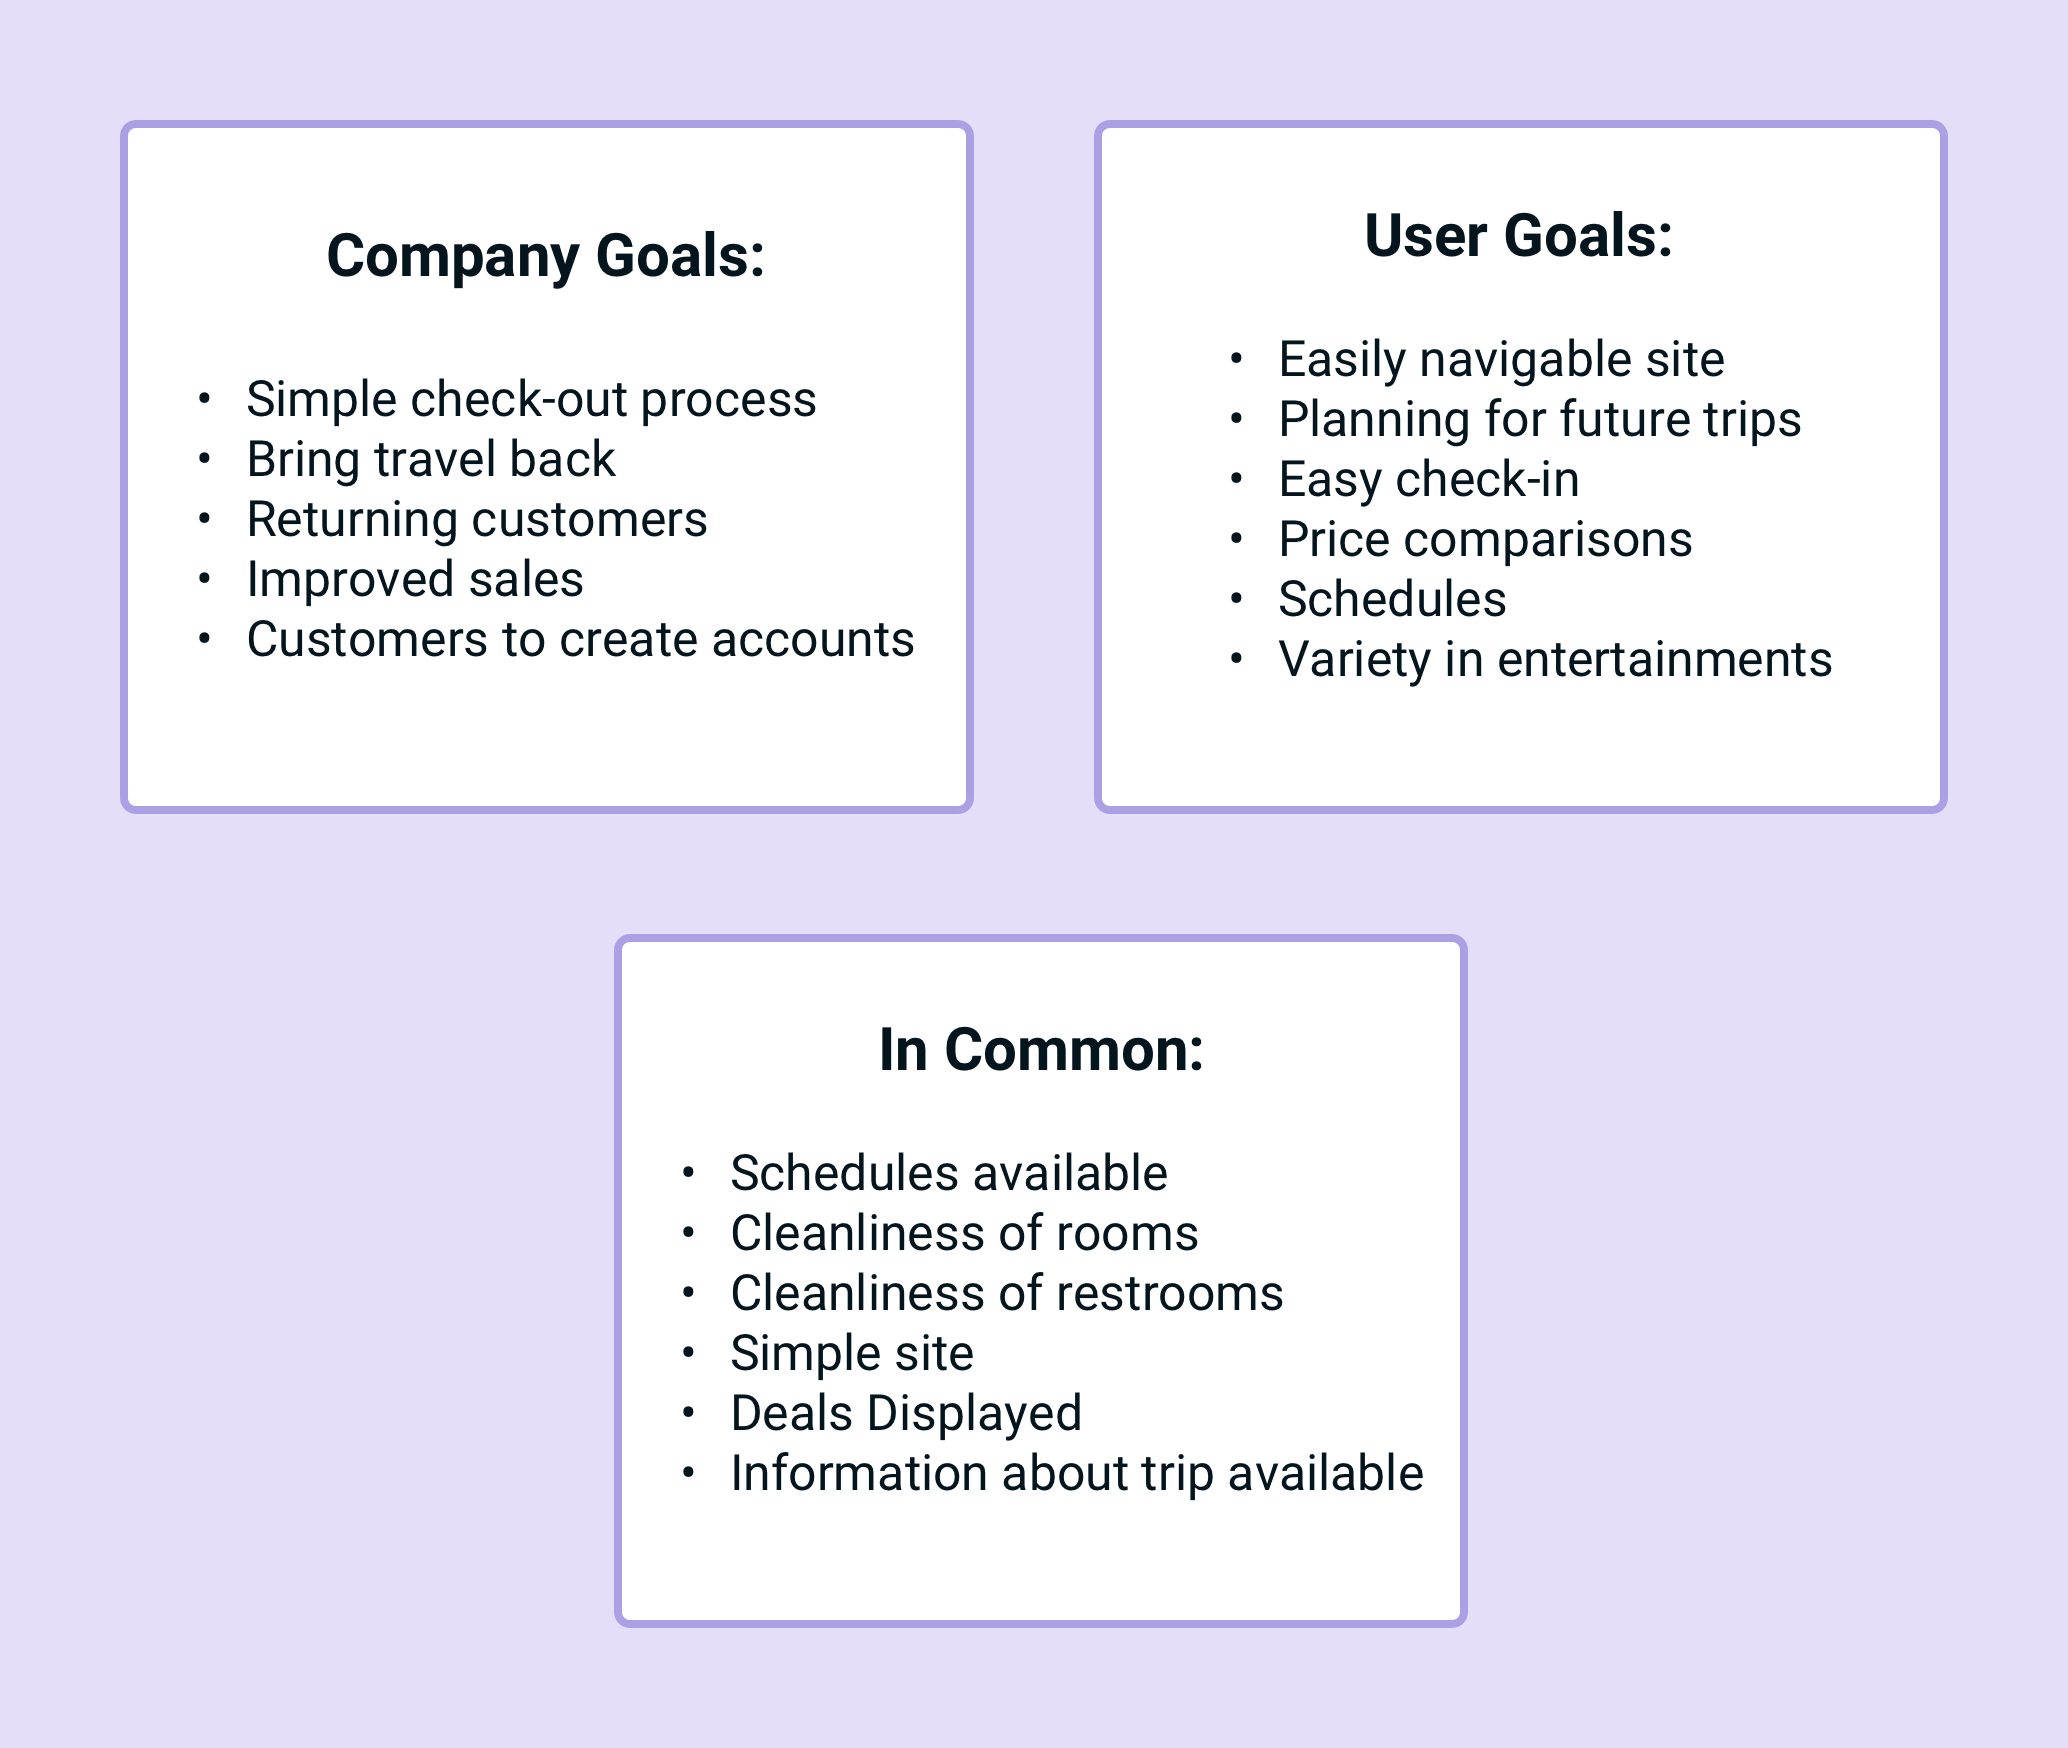 Company Goals:
• Simple check-out process
• Bring travel back
• Returning customers
• Improved sales
• Customers to create accounts
User Goals:
• Easily navigable site
• Planning for future trips
• Easy check-in
• Price comparisons
• Schedules
• Variety in entertainments
In Common:
• Schedules available
• Cleanliness of rooms
• Cleanliness of restrooms
• Simple site
• Deals Displayed
• Information about trip available